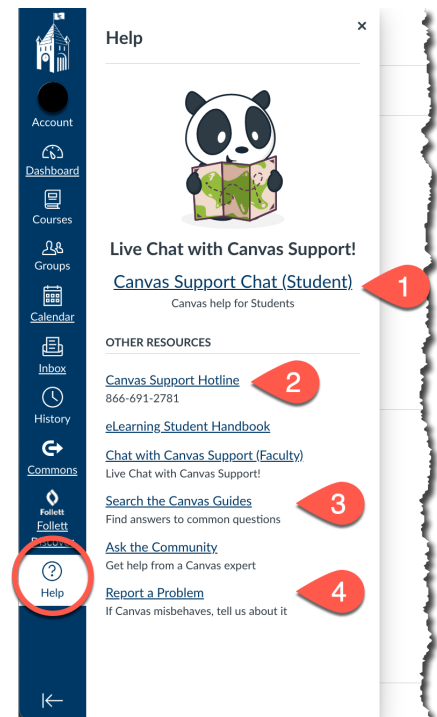 Account
Dashboard
Courses
Groups
Calendar
Inbox
History
Commons
Follett
Follett
Discover
Help
Help
×
Live Chat with Canvas Support!
Canvas Support Chat (Student)
1
Canvas help for Students
OTHER RESOURCES
Canvas Support Hotline
2
866-691-2781
eLearning Student Handbook
Chat with Canvas Support (Faculty)
Live Chat with Canvas Support!
Search the Canvas Guides
3
Find answers to common questions
Ask the Community
Get help from a Canvas expert
Report a Problem
4
If Canvas misbehaves, tell us about it